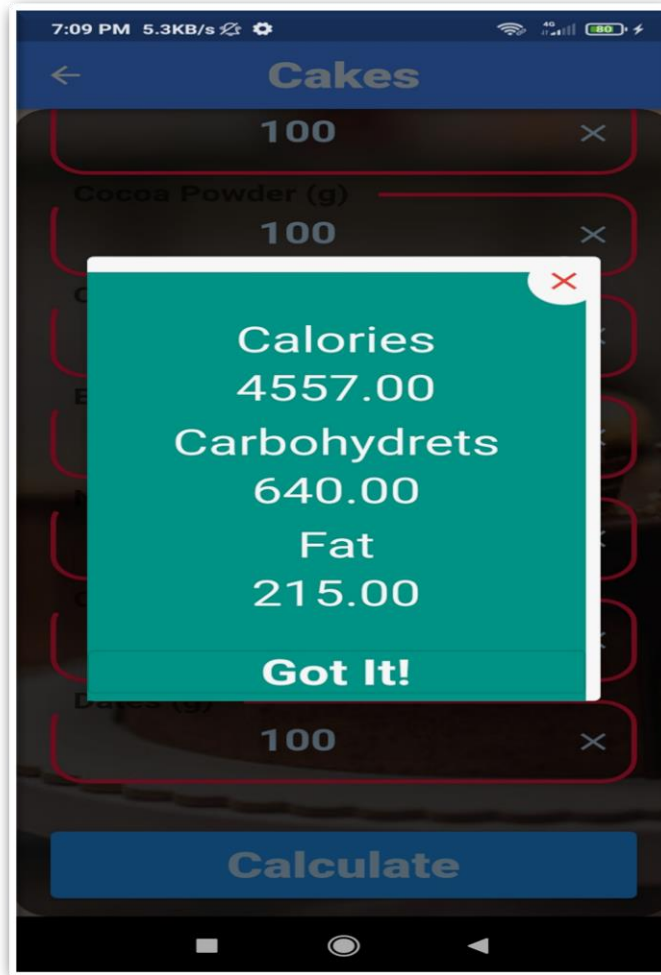 7:09 PM 5.3KB/s
4G
80
Cakes
100
Cocoa Powder (g)
100
Calories
4557.00
Carbohydrets
640.00
Fat
215.00
Got It!
Dates (g)
100
Calculate